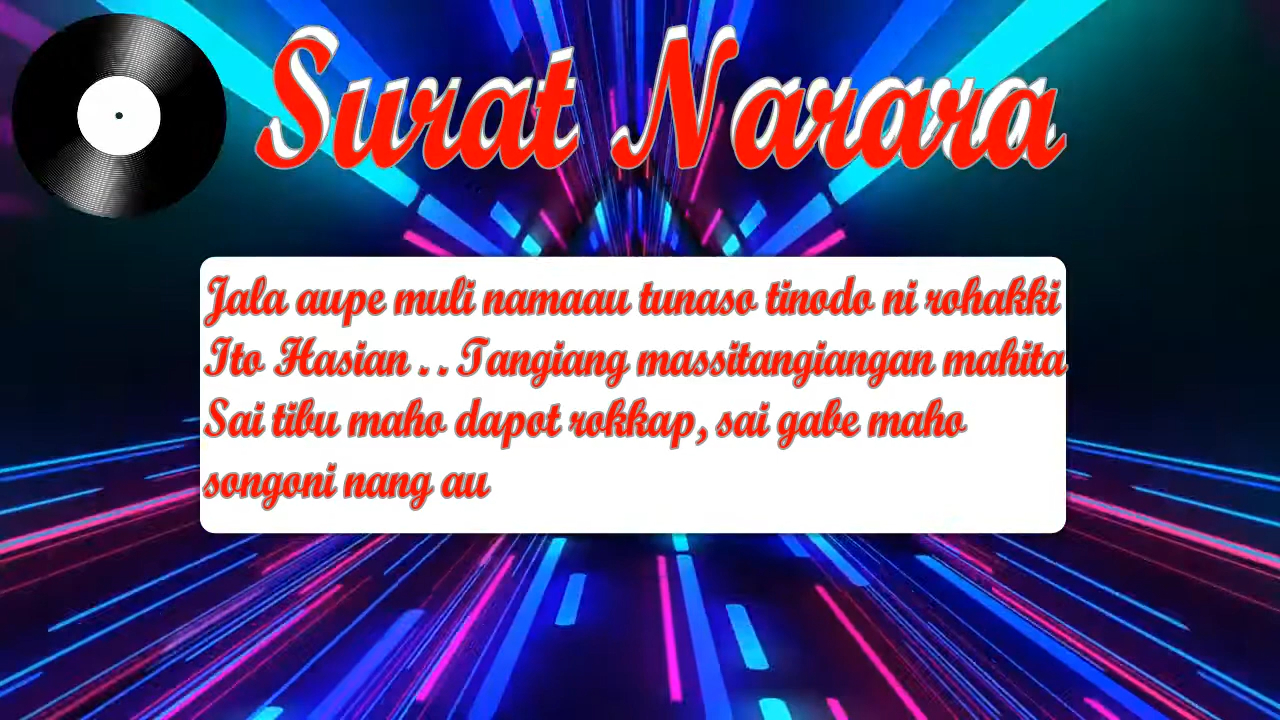 Surat Narara
Jala aupe muli namaau tunaso tinodo ni rohakki
Ito Hasian . . Tangiang massitangiangan mahita
Sai tibu maho dapot rokkap, sai gabe maho
songoni nang au